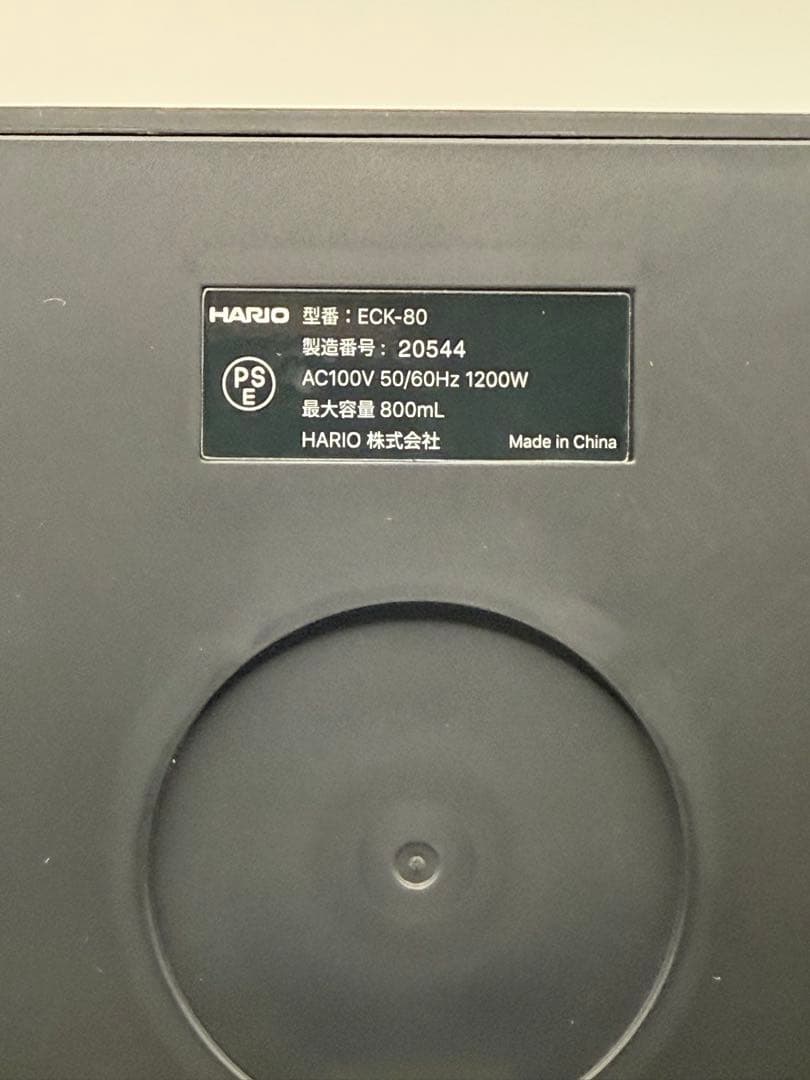 HARIO 型番：ECK-80
製造番号：20544
PS
E
AC100V 50/60Hz 1200W
最大容量 800mL
HARIO 株式会社 Made in China